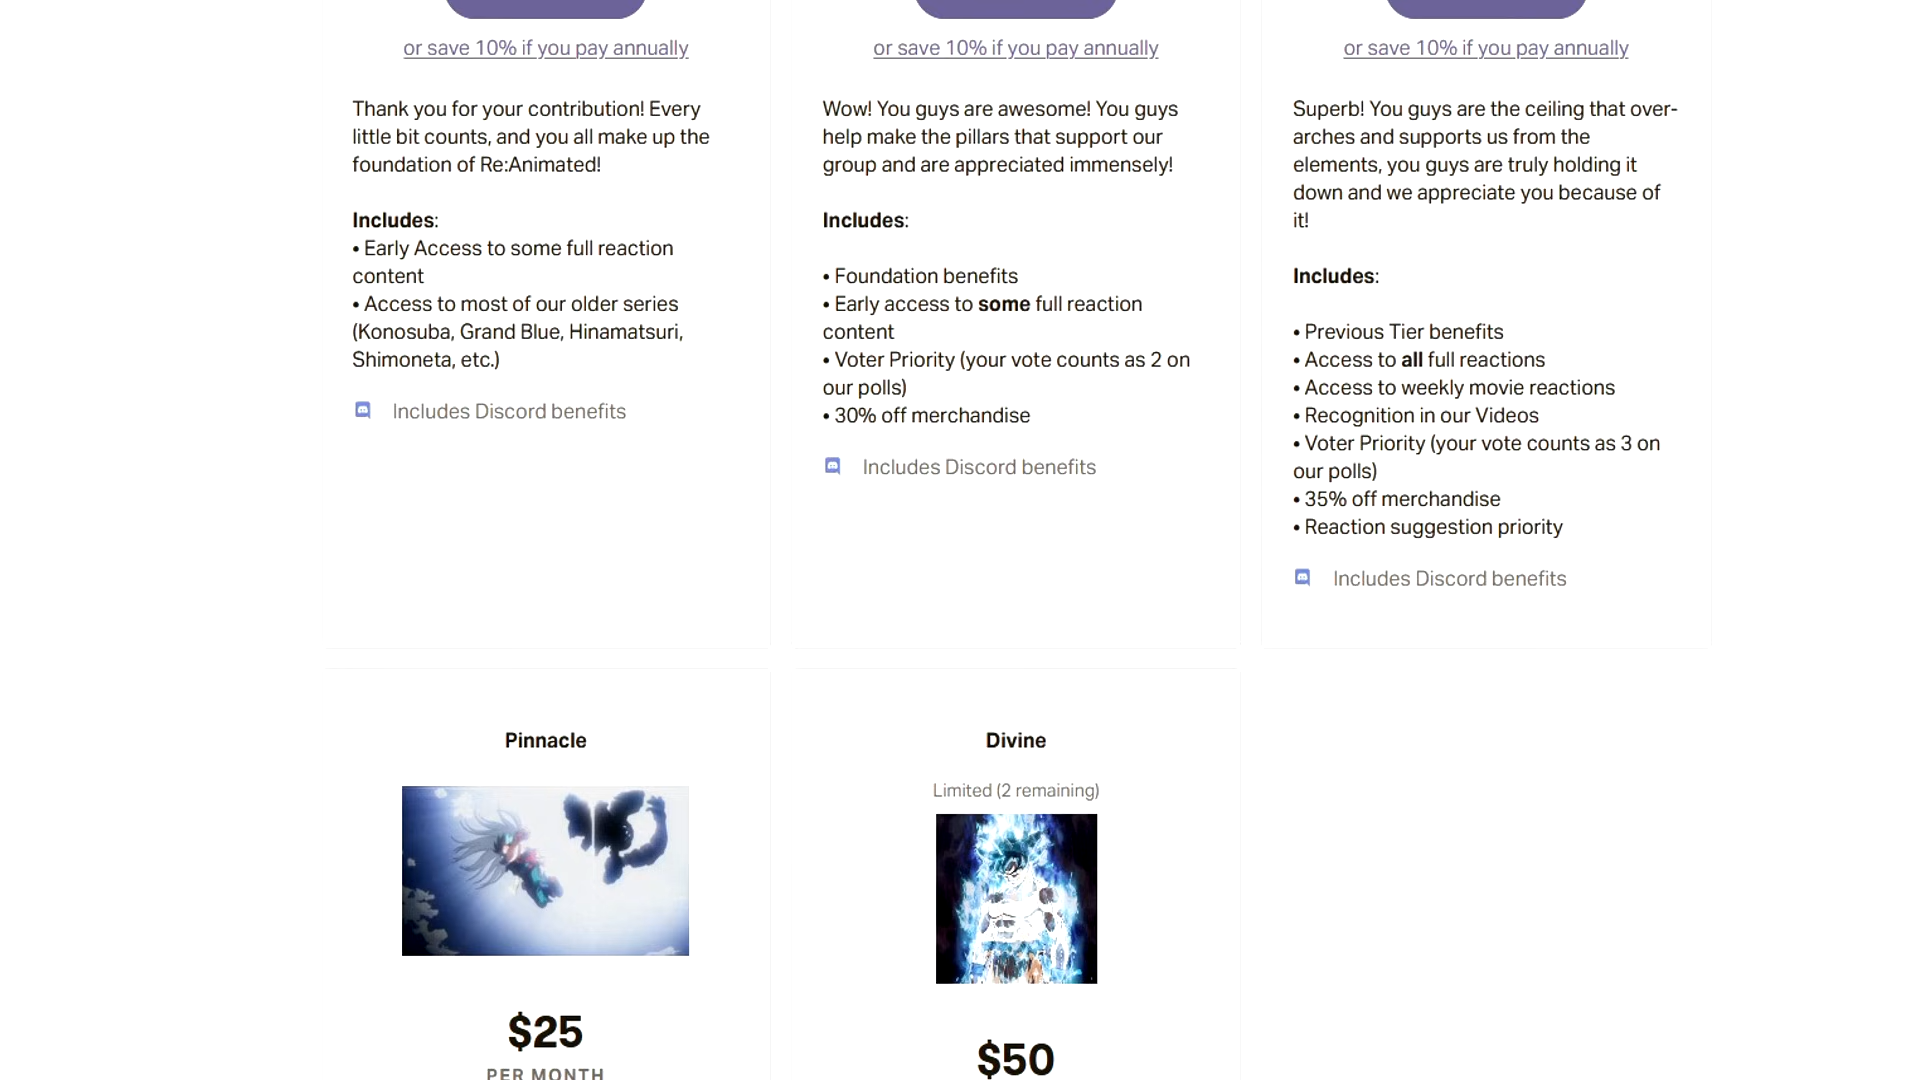 or save 10% if you pay annually
Thank you for your contribution! Every
little bit counts, and you all make up the
foundation of Re:Animated!
Includes:
• Early Access to some full reaction
content
• Access to most of our older series
(Konosuba, Grand Blue, Hinamatsuri,
Shimoneta, etc.)
Includes Discord benefits
or save 10% if you pay annually
Wow! You guys are awesome! You guys
help make the pillars that support our
group and are appreciated immensely!
Includes:
• Foundation benefits
• Early access to some full reaction
content
• Voter Priority (your vote counts as 2 on
our polls)
• 30% off merchandise
Includes Discord benefits
or save 10% if you pay annually
Superb! You guys are the ceiling that over-
arches and supports us from the
elements, you guys are truly holding it
down and we appreciate you because of
it!
Includes:
• Previous Tier benefits
• Access to all full reactions
• Access to weekly movie reactions
• Recognition in our Videos
• Voter Priority (your vote counts as 3 on
our polls)
• 35% off merchandise
• Reaction suggestion priority
Includes Discord benefits
Pinnacle
$25
PER MONTH
Divine
Limited (2 remaining)
$50